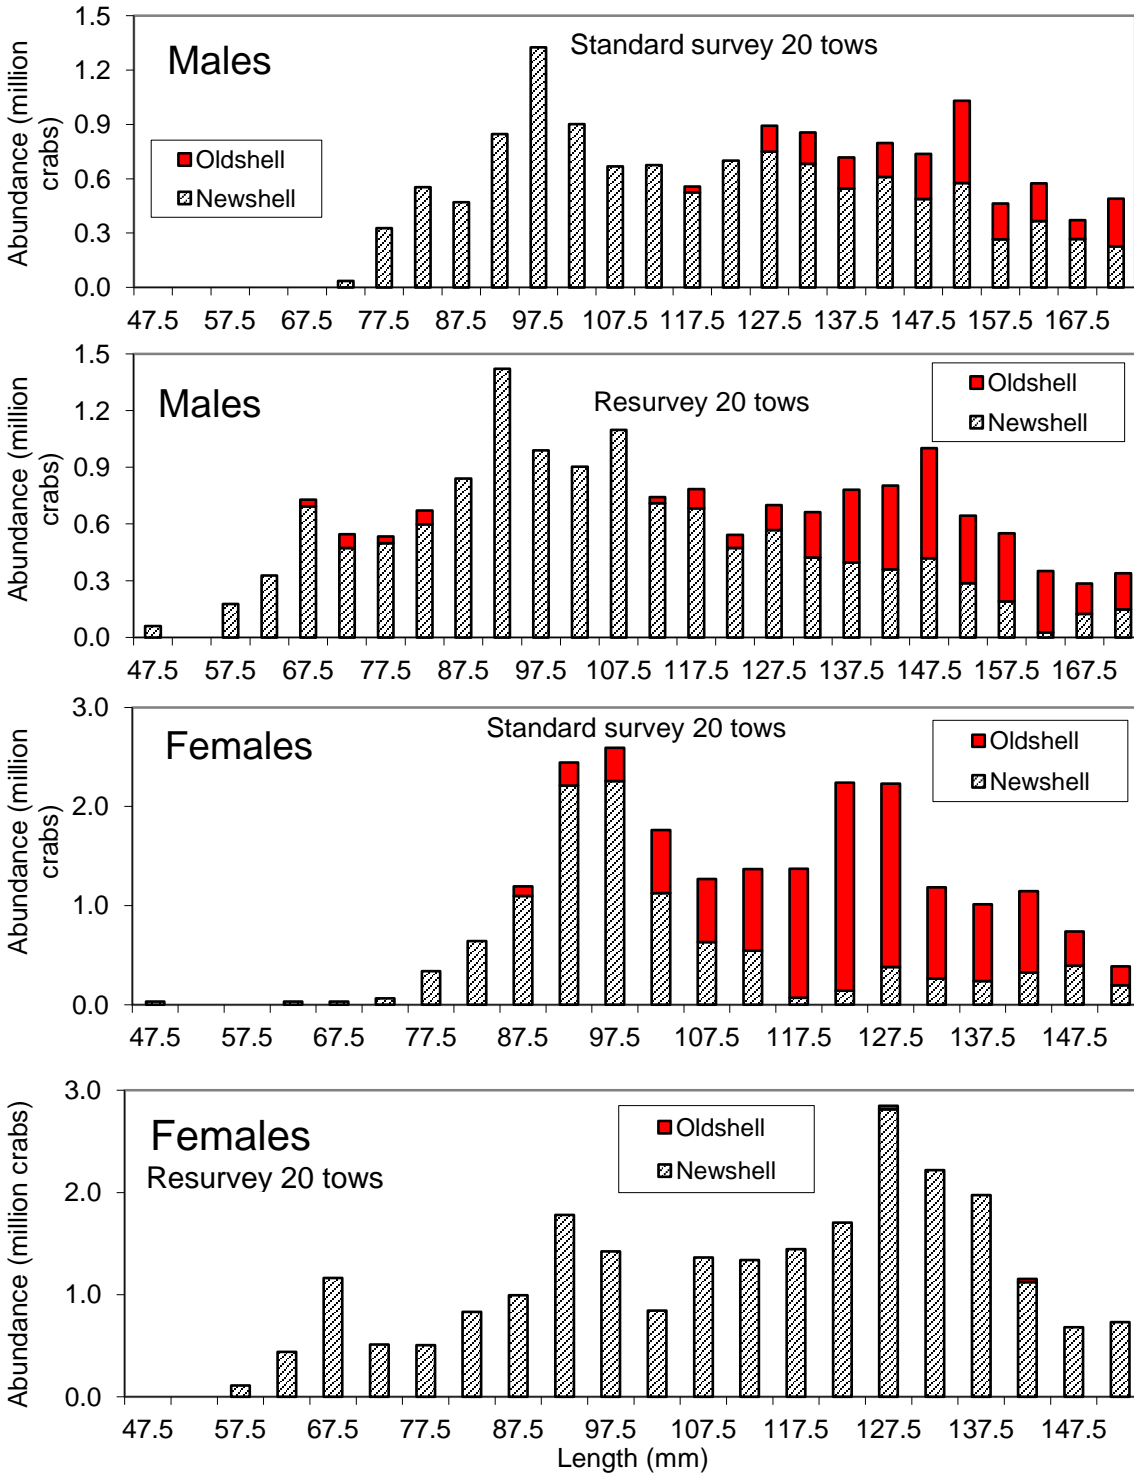 1.5
Males
Standard survey 20 tows
1.2
0.9
Oldshell
Newshell
0.6
0.3
0.0
Abundance (million
crabs)
47.5 57.5 67.5 77.5 87.5 97.5 107.5 117.5 127.5 137.5 147.5 157.5 167.5
1.5
Males
Resurvey 20 tows
Oldshell
Newshell
1.2
0.9
0.6
0.3
0.0
Abundance (million
crabs)
47.5 57.5 67.5 77.5 87.5 97.5 107.5 117.5 127.5 137.5 147.5 157.5 167.5
3.0
Females
Standard survey 20 tows
Oldshell
Newshell
2.0
1.0
0.0
Abundance (million
crabs)
47.5 57.5 67.5 77.5 87.5 97.5 107.5 117.5 127.5 137.5 147.5
3.0
Females
Resurvey 20 tows
Oldshell
Newshell
2.0
1.0
0.0
Abundance (million crabs)
47.5 57.5 67.5 77.5 87.5 97.5 107.5 117.5 127.5 137.5 147.5
Length (mm)